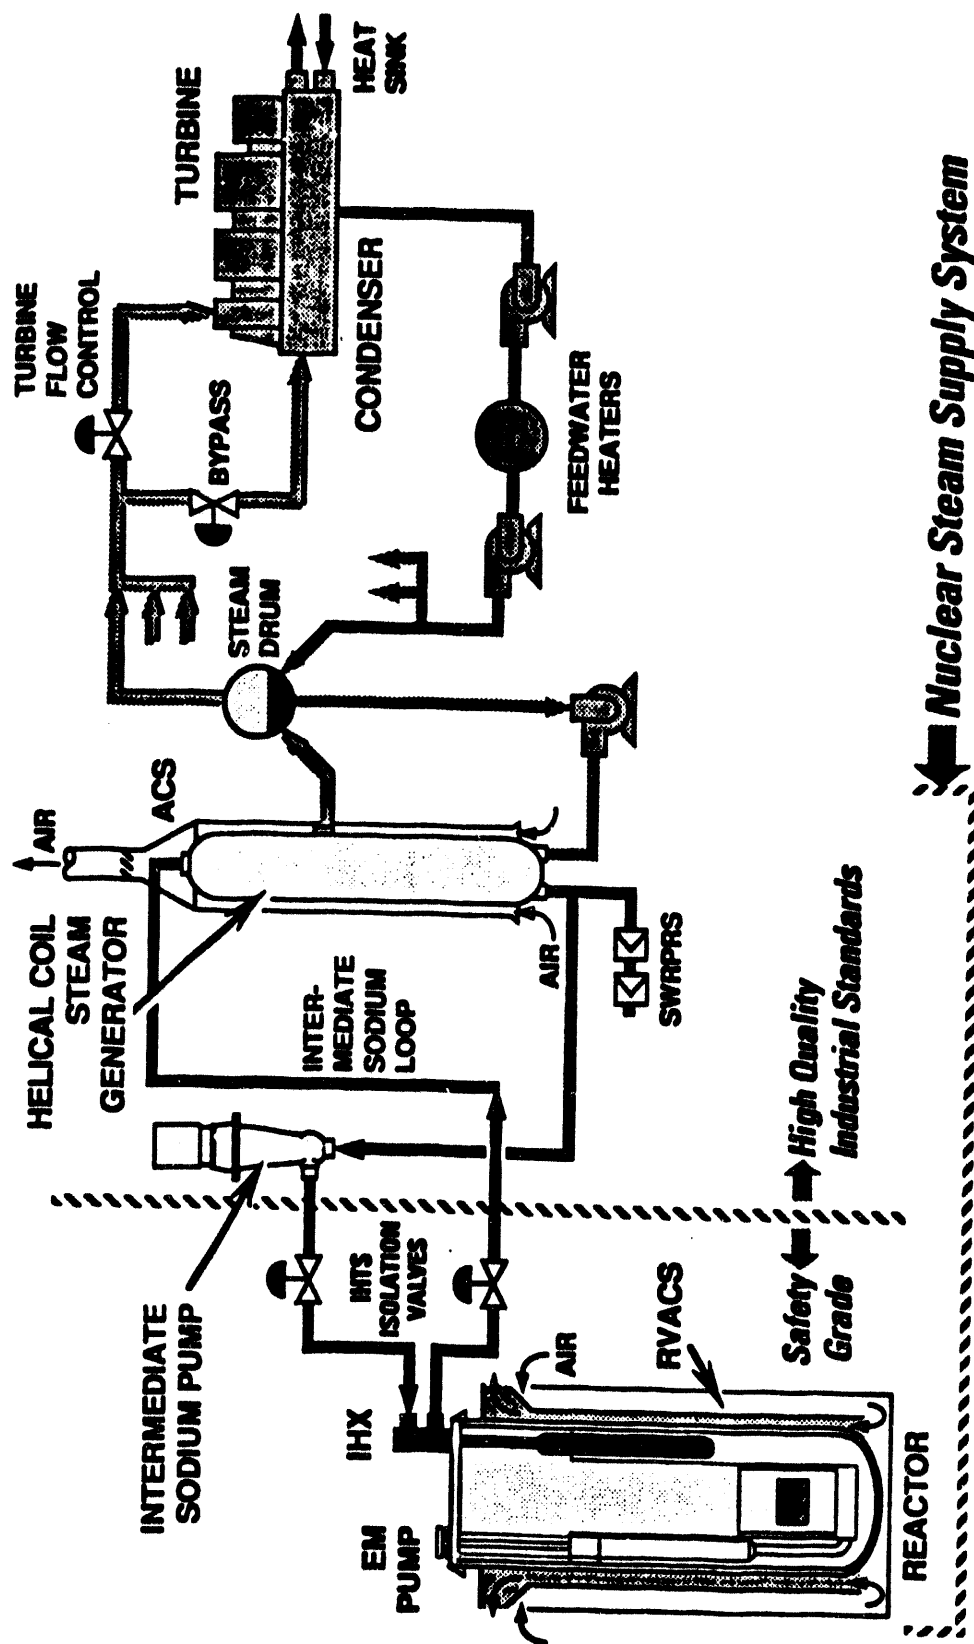 INTERMEDIATE
SODIUM PUMP
HELICAL COIL
STEAM
GENERATOR
AIR
ACS
TURBINE
FLOW
CONTROL
TURBINE
BYPASS
STEAM
DRUM
HEAT
SINK
CONDENSER
INTER-
MEDIATE
SODIUM
LOOP
IHTS
ISOLATION
VALVES
IHX
EM
PUMP
AIR
AIR
FEEDWATER
HEATERS
SWRPRS
RVACS
REACTOR
Safety
Grade
High Quality
Industrial Standards
Nuclear Steam Supply System